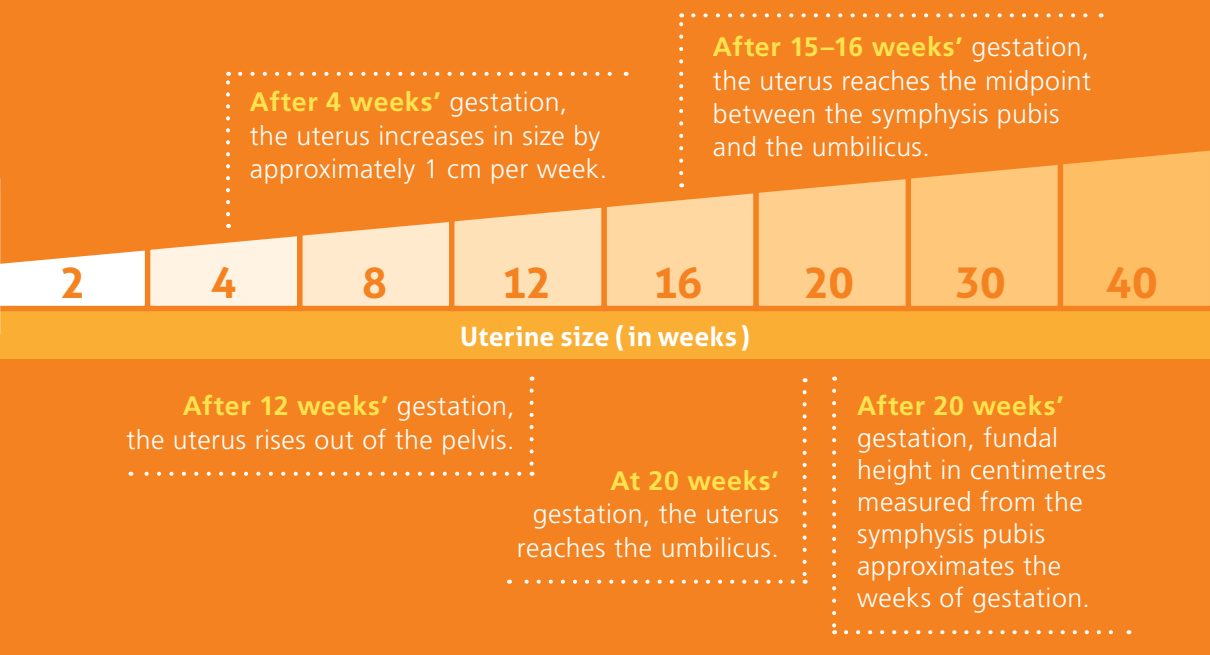 After 15–16 weeks’ gestation,
the uterus reaches the midpoint
between the symphysis pubis
and the umbilicus.
After 4 weeks’ gestation,
the uterus increases in size by
approximately 1 cm per week.
2 4 8 12 16 20 30 40
Uterine size (in weeks)
After 12 weeks’ gestation,
the uterus rises out of the pelvis.
At 20 weeks’
gestation, the uterus
reaches the umbilicus.
After 20 weeks’
gestation, fundal
height in centimetres
measured from the
symphysis pubis
approximates the
weeks of gestation.